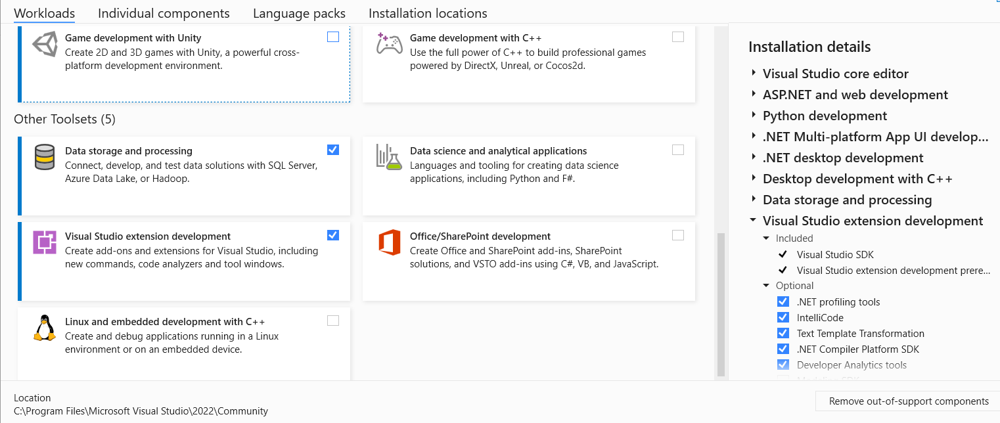 Workloads
Individual components
Language packs
Installation locations
Game development with Unity
Create 2D and 3D games with Unity, a powerful cross-
platform development environment.
Game development with C++
Use the full power of C++ to build professional games
powered by DirectX, Unreal, or Cocos2d.
Other Toolsets (5)
Data storage and processing
Connect, develop, and test data solutions with SQL Server,
Azure Data Lake, or Hadoop.
Data science and analytical applications
Languages and tooling for creating data science
applications, including Python and F#.
Visual Studio extension development
Create add-ons and extensions for Visual Studio, including
new commands, code analyzers and tool windows.
Office/SharePoint development
Create Office and SharePoint add-ins, SharePoint
solutions, and VSTO add-ins using C#, VB, and JavaScript.
Linux and embedded development with C++
Create and debug applications running in a Linux
environment or on an embedded device.
Installation details
Visual Studio core editor
ASP.NET and web development
Python development
.NET Multi-platform App UI develop...
.NET desktop development
Desktop development with C++
Data storage and processing
Visual Studio extension development
Included
Visual Studio SDK
Visual Studio extension development prere...
Optional
.NET profiling tools
IntelliCode
Text Template Transformation
.NET Compiler Platform SDK
Developer Analytics tools
Location
C:\Program Files\Microsoft Visual Studio\2022\Community
Remove out-of-support components